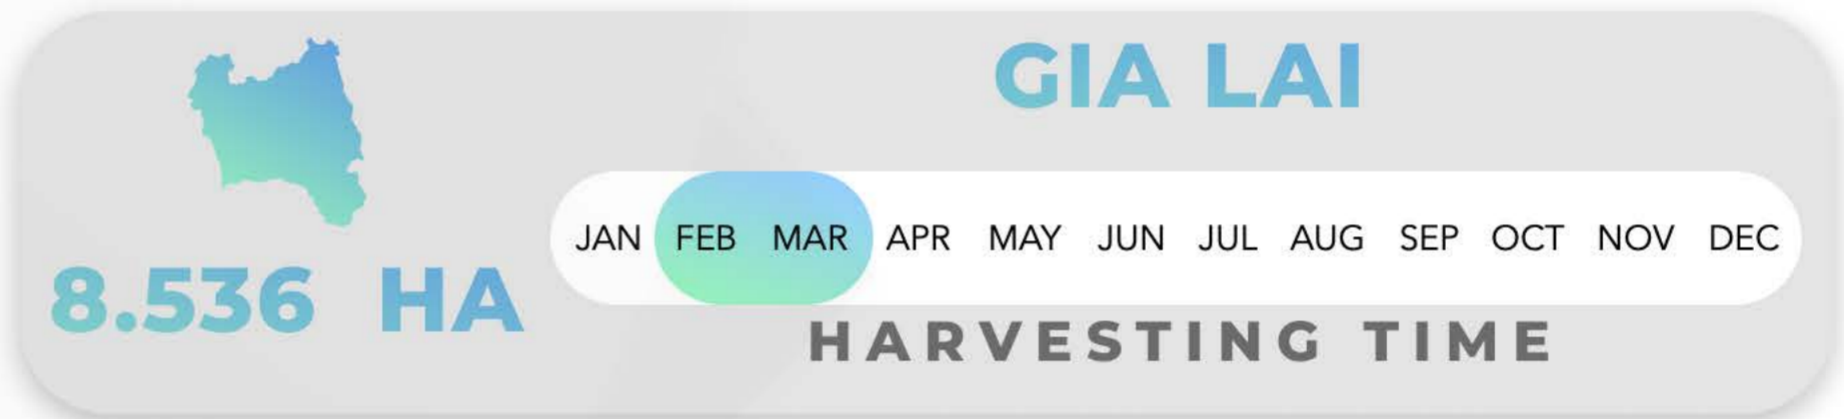 GIA LAI
JAN FEB MAR APR MAY JUN JUL AUG SEP OCT NOV DEC
8.536 HA
HARVESTING TIME